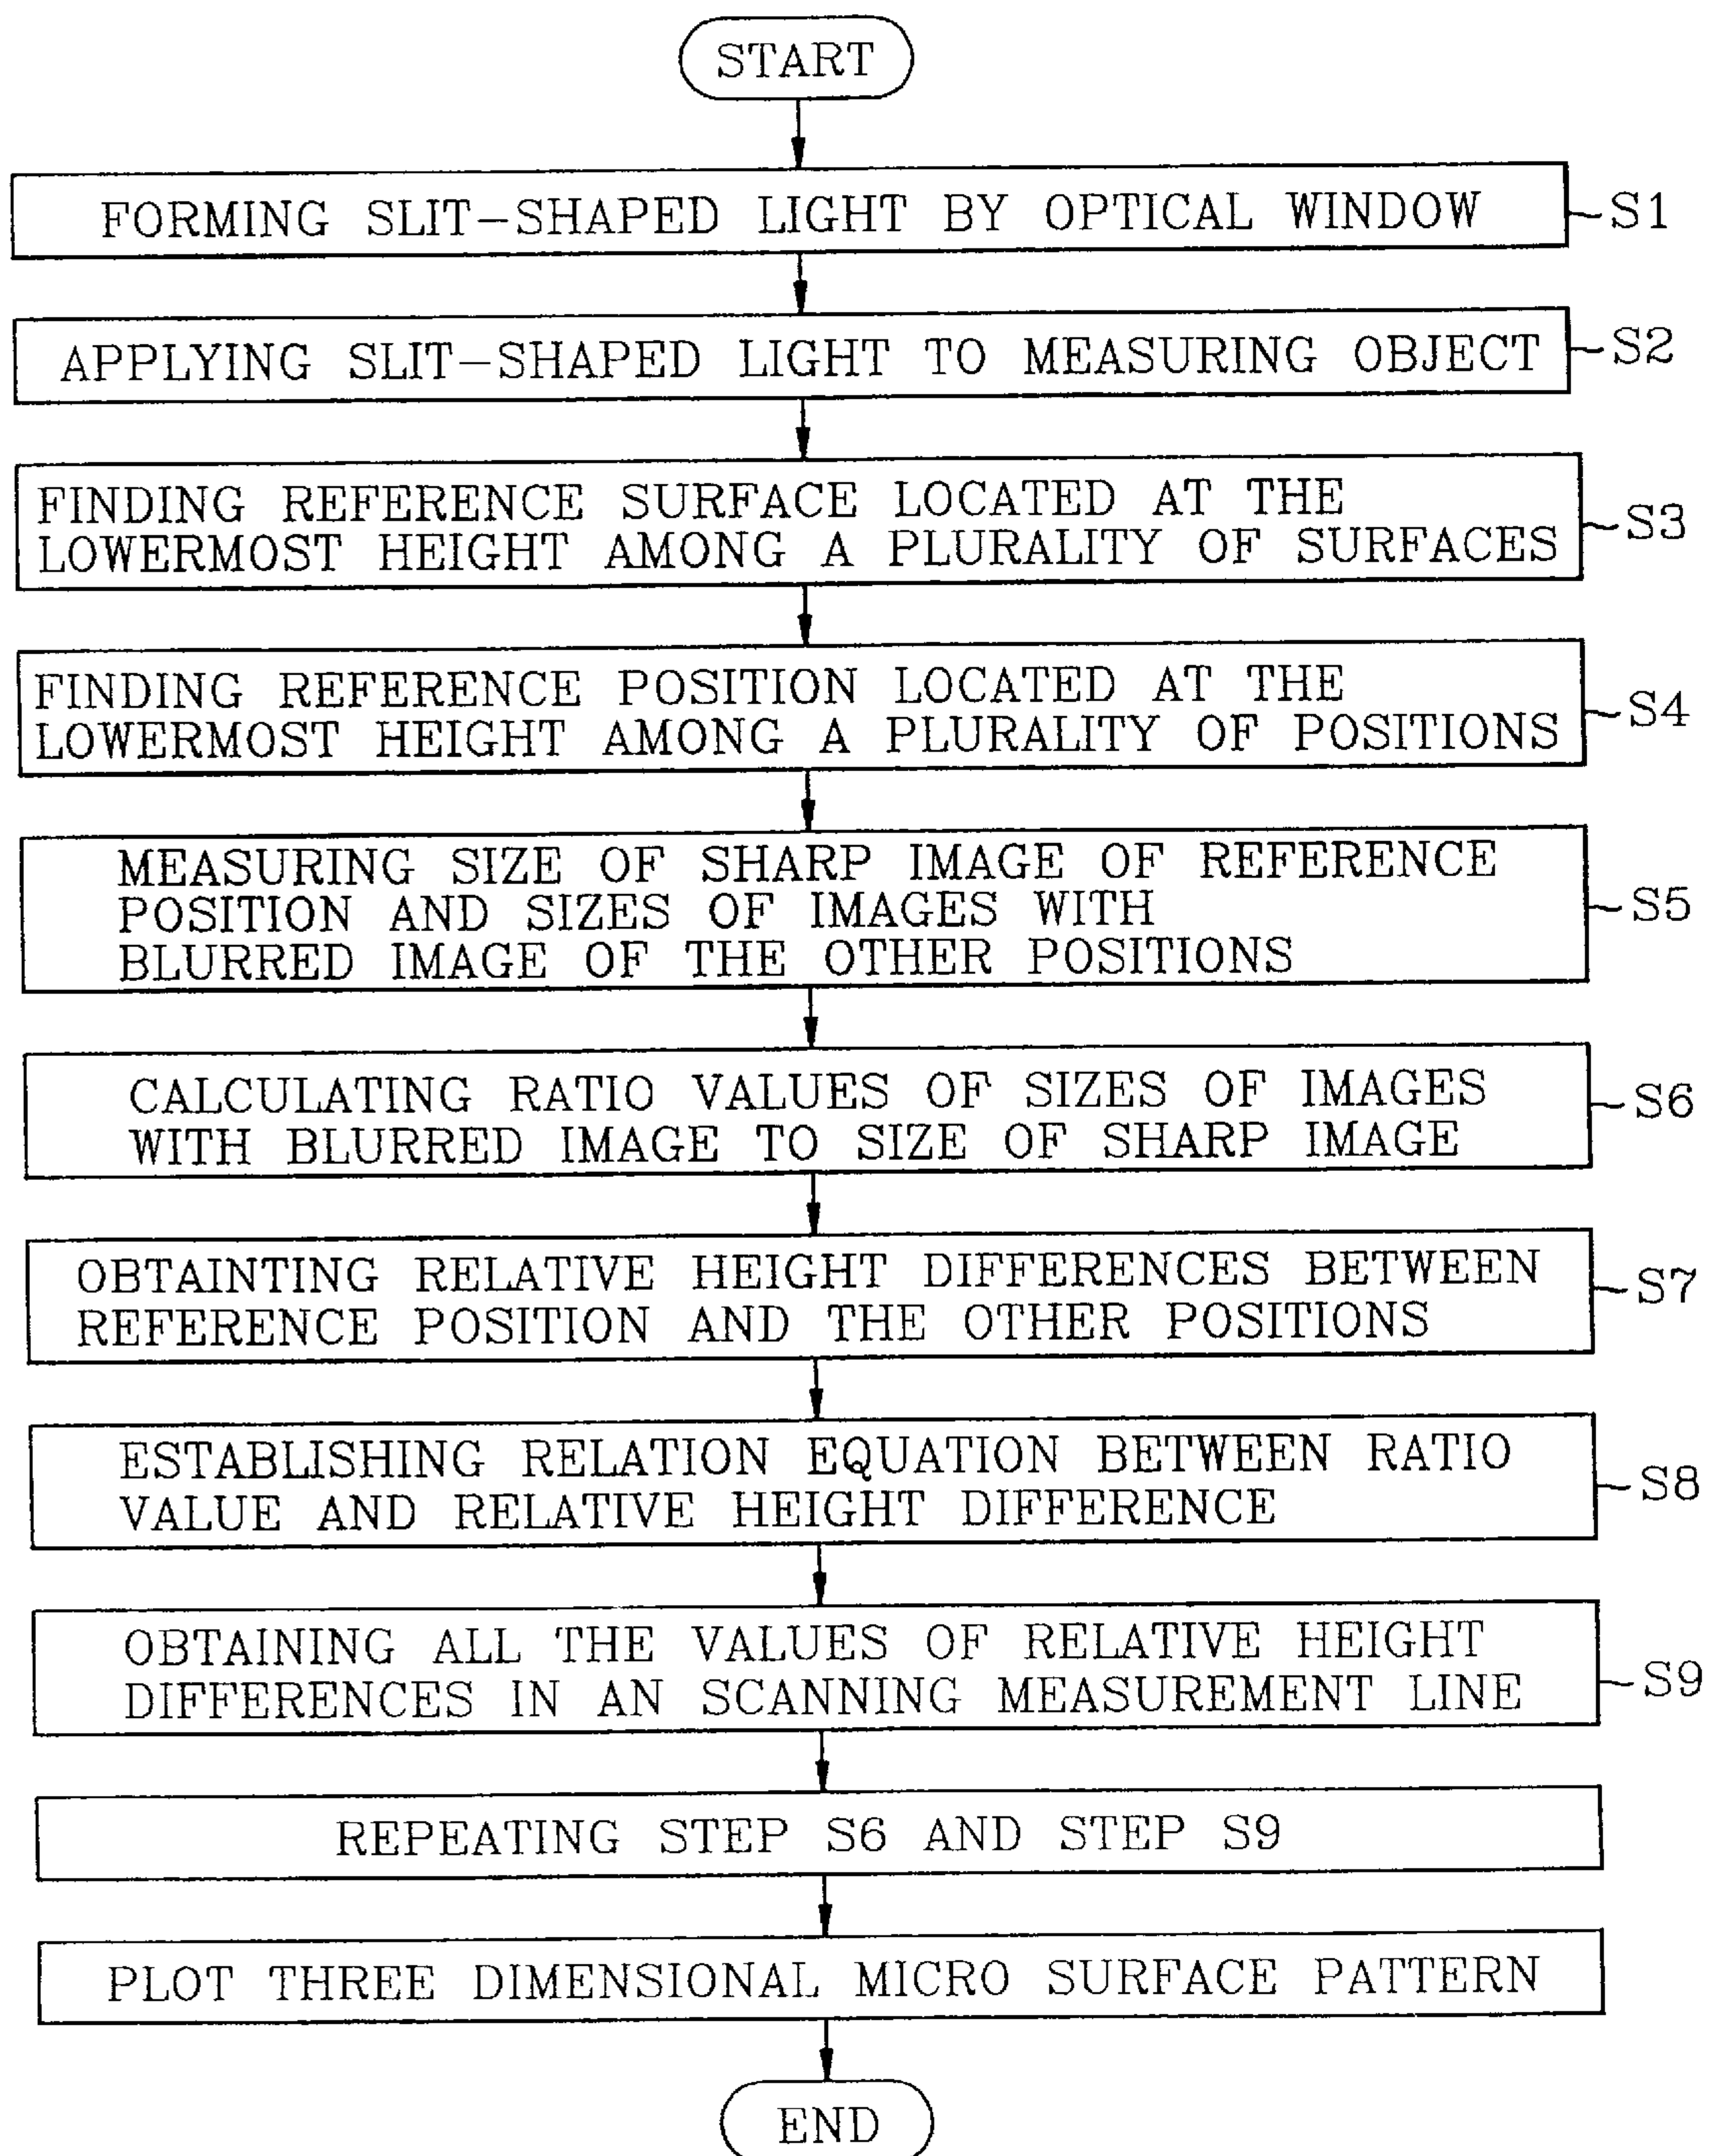 START
FORMING SLIT-SHAPED LIGHT BY OPTICAL WINDOW
S1
APPLYING SLIT-SHAPED LIGHT TO MEASURING OBJECT
S2
FINDING REFERENCE SURFACE LOCATED AT THE
LOWERMOST HEIGHT AMONG A PLURALITY OF SURFACES
S3
FINDING REFERENCE POSITION LOCATED AT THE
LOWERMOST HEIGHT AMONG A PLURALITY OF POSITIONS
S4
MEASURING SIZE OF SHARP IMAGE OF REFERENCE
POSITION AND SIZES OF IMAGES WITH
BLURRED IMAGE OF THE OTHER POSITIONS
S5
CALCULATING RATIO VALUES OF SIZES OF IMAGES
WITH BLURRED IMAGE TO SIZE OF SHARP IMAGE
S6
OBTAINTING RELATIVE HEIGHT DIFFERENCES BETWEEN
REFERENCE POSITION AND THE OTHER POSITIONS
S7
ESTABLISHING RELATION EQUATION BETWEEN RATIO
VALUE AND RELATIVE HEIGHT DIFFERENCE
S8
OBTAINING ALL THE VALUES OF RELATIVE HEIGHT
DIFFERENCES IN AN SCANNING MEASUREMENT LINE
S9
REPEATING STEP S6 AND STEP S9
PLOT THREE DIMENSIONAL MICRO SURFACE PATTERN
END